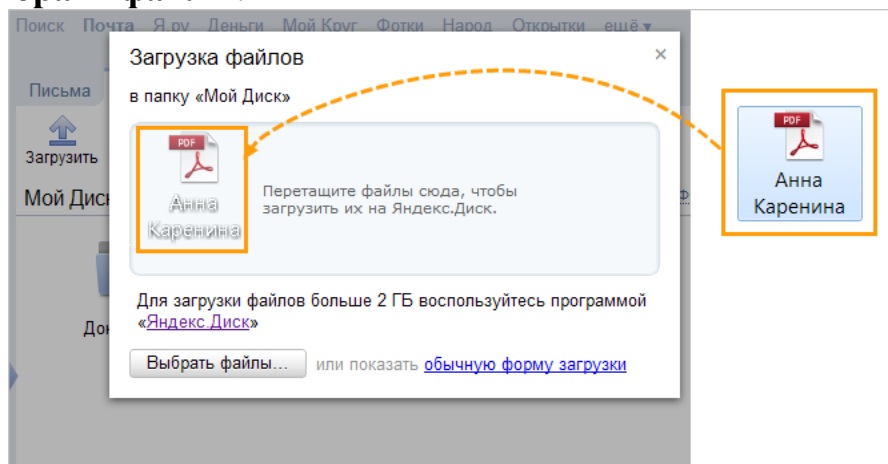 Поиск Почта Я.ру Деньги Мой Круг Фотки Народ Открытки ещё
Загрузка файлов
×
Письма
в папку «Мой Диск»
Загрузить
PDF
Анна
Каренина
Перетащите файлы сюда, чтобы
загрузить их на Яндекс.Диск.
PDF
Анна
Каренина
Мой Диск
Для загрузки файлов больше 2 ГБ воспользуйтесь программой
«Яндекс.Диск»
Выбрать файлы... или показать обычную форму загрузки